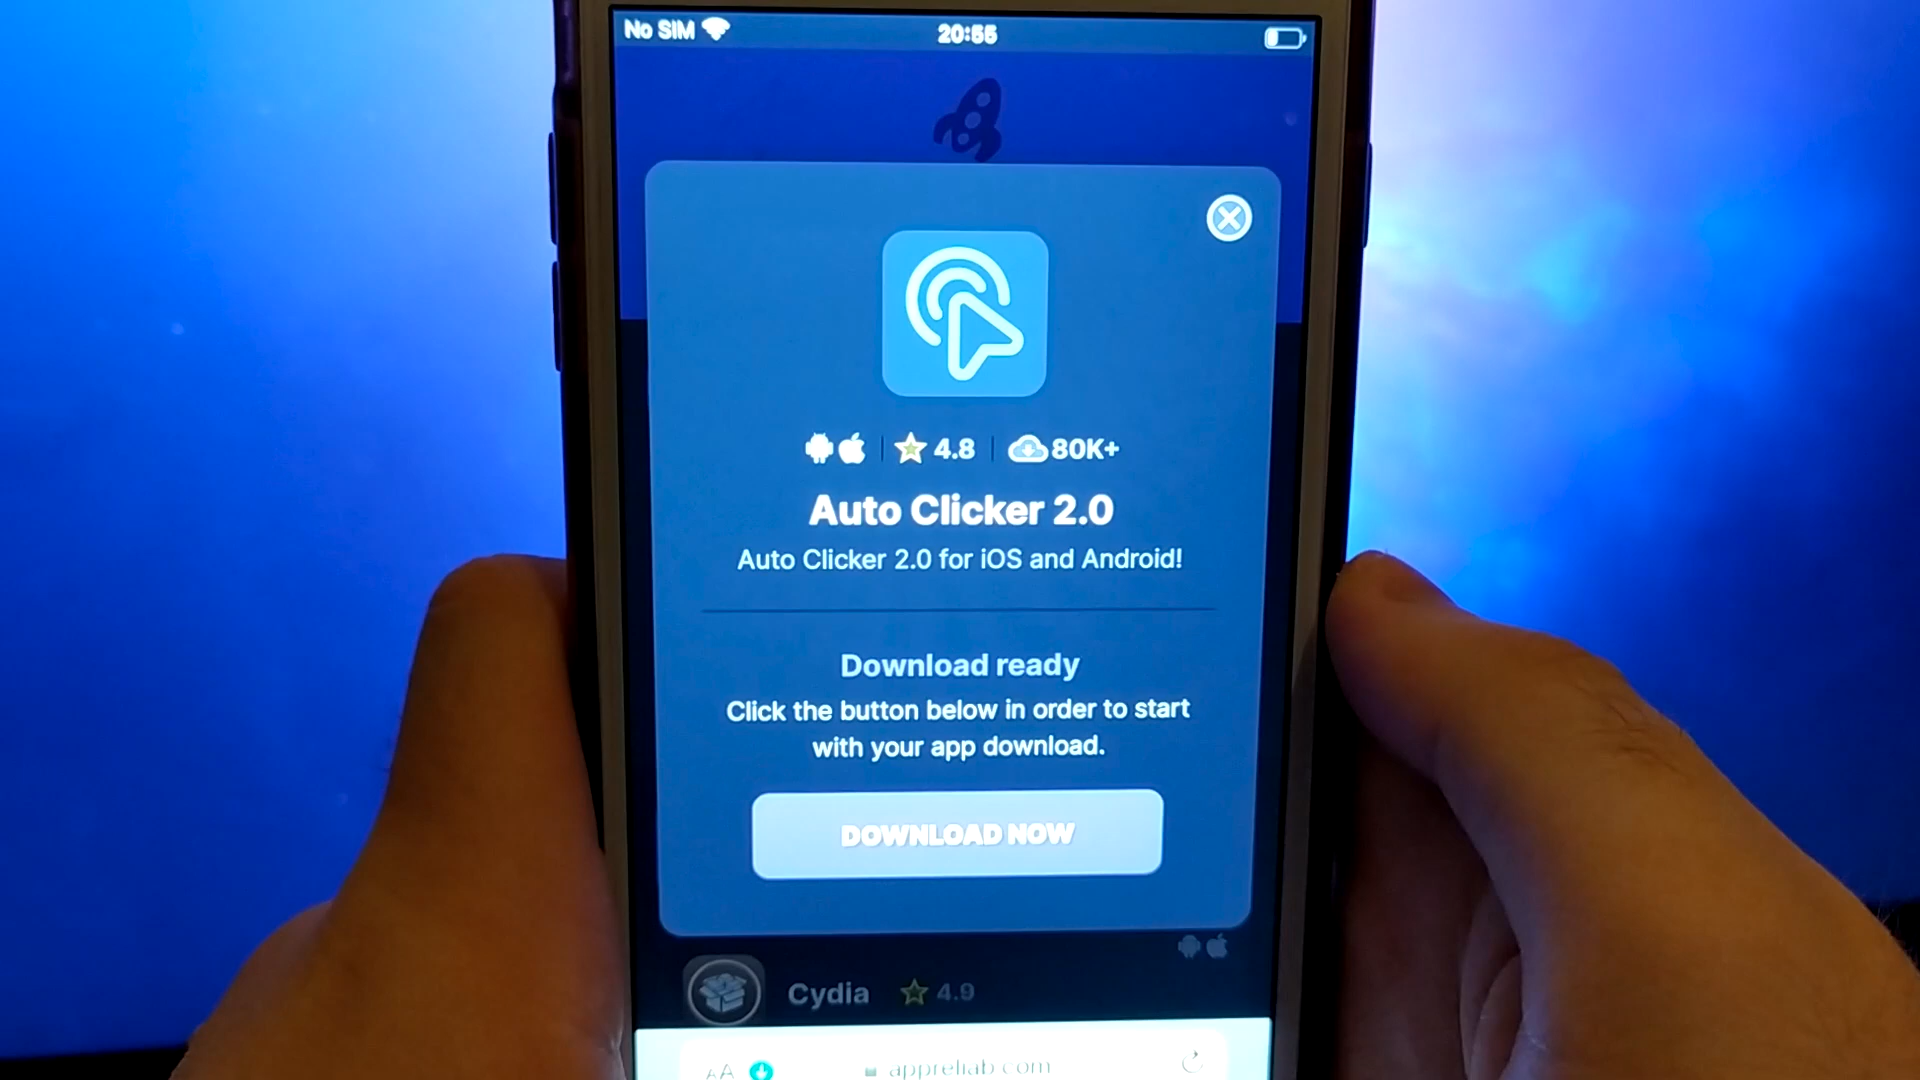 No SIM 20:55
4.8 80K+
Auto Clicker 2.0
Auto Clicker 2.0 for iOS and Android!
Download ready
Click the button below in order to start
with your app download.
DOWNLOAD NOW
Cydia 4.9
AA appreliab.com